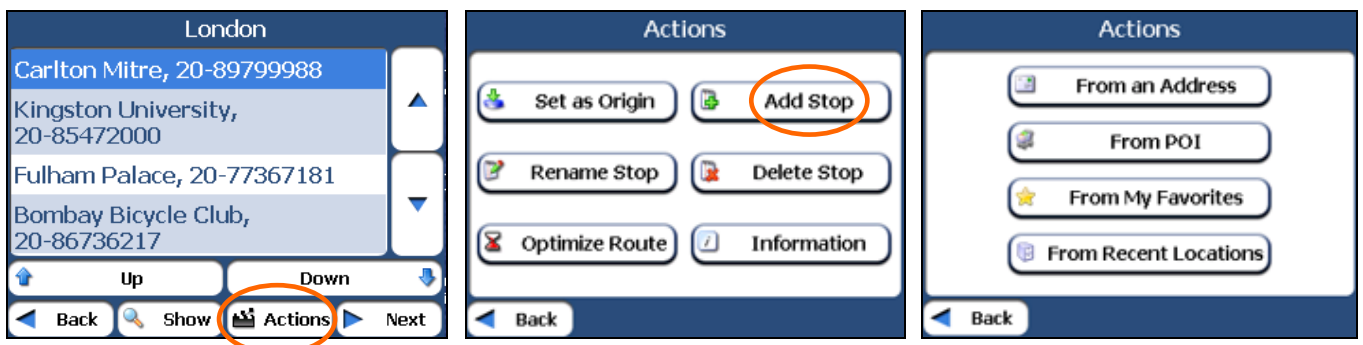 London
Carlton Mitre, 20-89799988
Kingston University,
20-85472000
Fulham Palace, 20-77367181
Bombay Bicycle Club,
20-86736217
Up Down
Back Show Actions Next
Actions
Set as Origin Add Stop
Rename Stop Delete Stop
Optimize Route Information
Back
Actions
From an Address
From POI
From My Favorites
From Recent Locations
Back